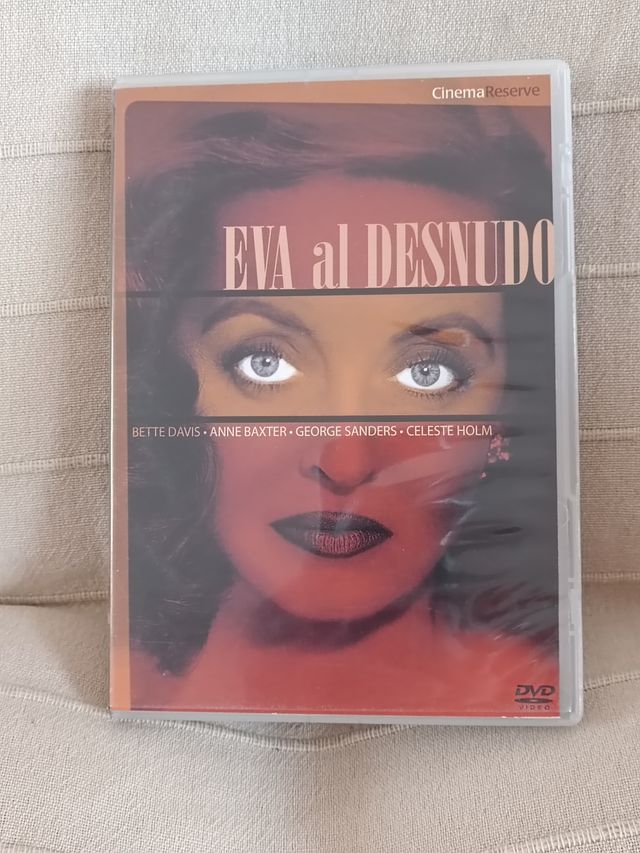 CinemaReserve
EVA al DESNUDO
BETTE DAVIS • ANNE BAXTER • GEORGE SANDERS • CELESTE HOLM
DVD
VIDEO